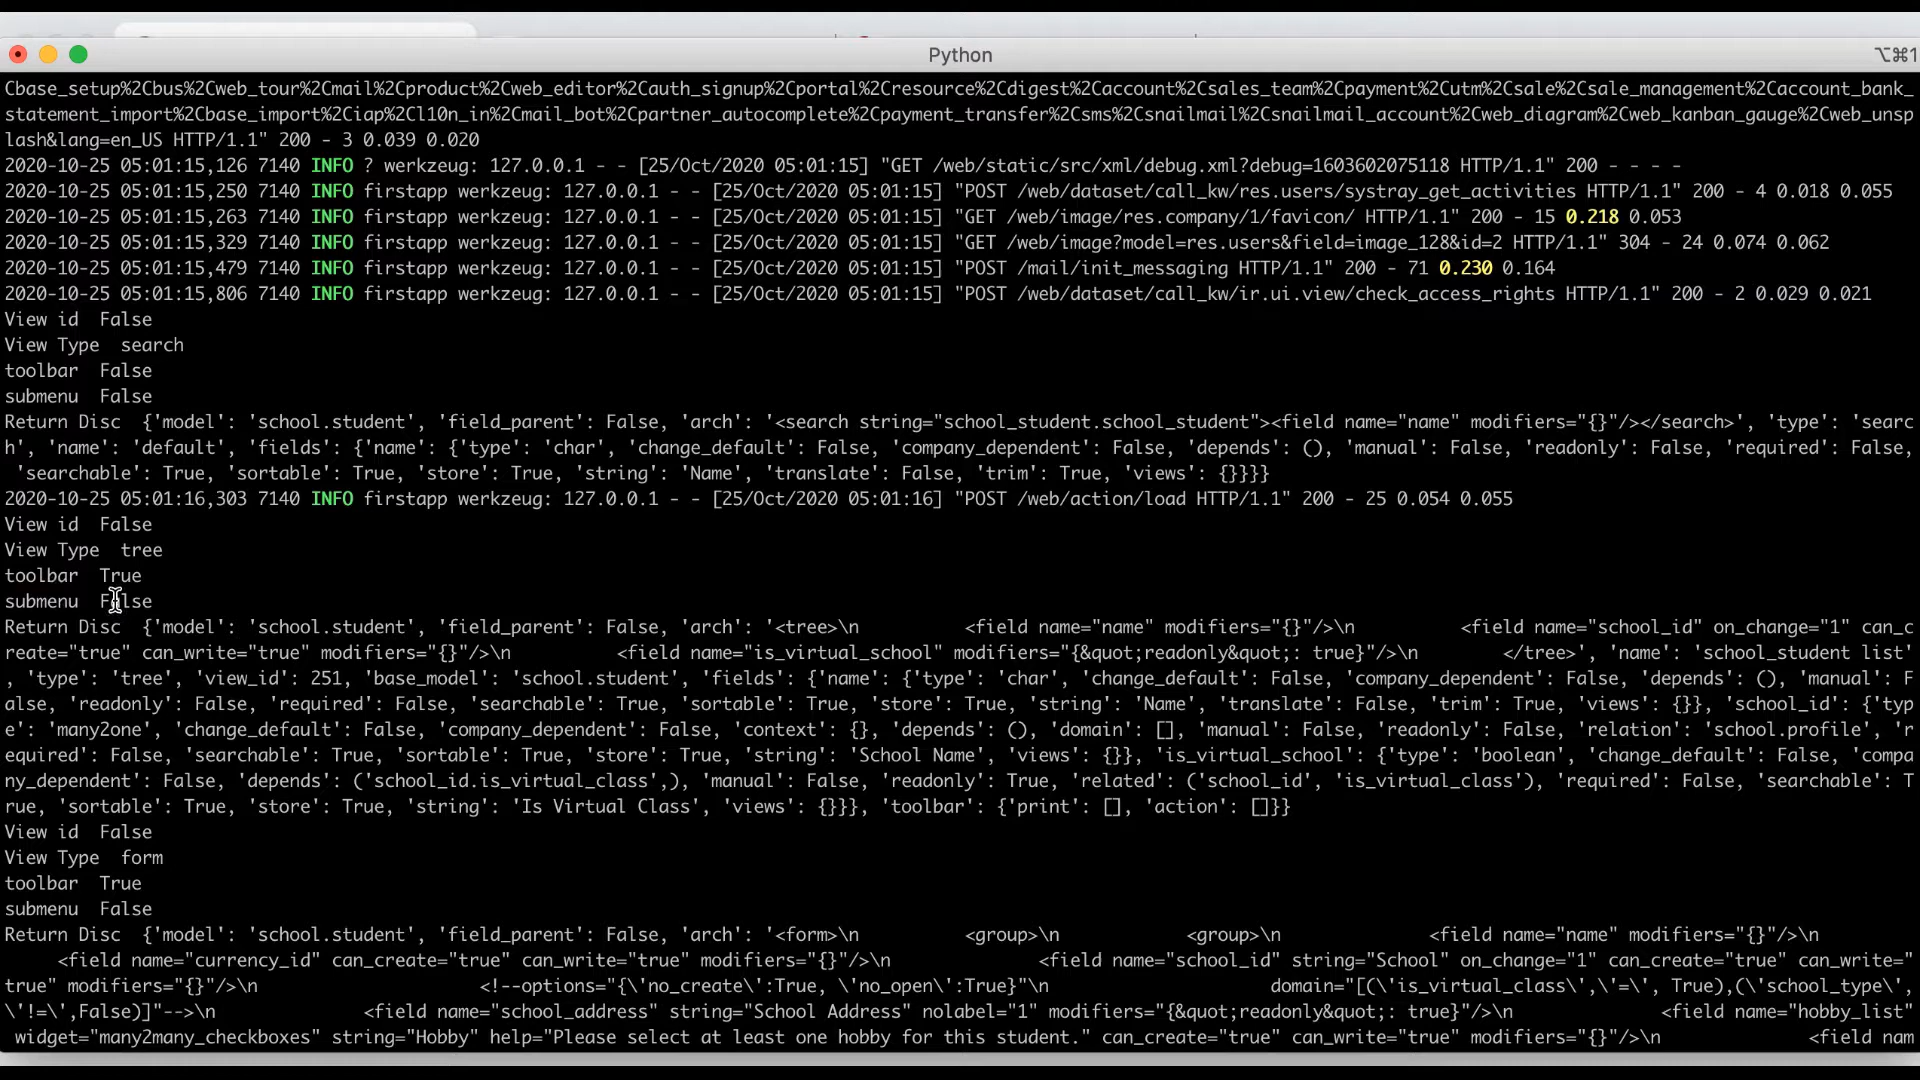 Python
⌥⌘1
Cbase_setup%2Cbus%2Cweb_tour%2Cmail%2Cproduct%2Cweb_editor%2Cauth_signup%2Cportal%2Cresource%2Cdigest%2Caccount%2Csales_team%2Cpayment%2Cutm%2Csale%2Csale_management%2Caccount_bank_
statement_import%2Cbase_import%2Ciap%2Cl10n_in%2Cmail_bot%2Cpartner_autocomplete%2Cpayment_transfer%2Csms%2Csnailmail%2Csnailmail_account%2Cweb_diagram%2Cweb_kanban_gauge%2Cweb_unsp
lash&lang=en_US HTTP/1.1" 200 - 3 0.039 0.020
2020-10-25 05:01:15,126 7140 INFO ? werkzeug: 127.0.0.1 - - [25/Oct/2020 05:01:15] "GET /web/static/src/xml/debug.xml?debug=1603602075118 HTTP/1.1" 200 - - - -
2020-10-25 05:01:15,250 7140 INFO firstapp werkzeug: 127.0.0.1 - - [25/Oct/2020 05:01:15] "POST /web/dataset/call_kw/res.users/systray_get_activities HTTP/1.1" 200 - 4 0.018 0.055
2020-10-25 05:01:15,263 7140 INFO firstapp werkzeug: 127.0.0.1 - - [25/Oct/2020 05:01:15] "GET /web/image/res.company/1/favicon/ HTTP/1.1" 200 - 15 0.218 0.053
2020-10-25 05:01:15,329 7140 INFO firstapp werkzeug: 127.0.0.1 - - [25/Oct/2020 05:01:15] "GET /web/image?model=res.users&field=image_128&id=2 HTTP/1.1" 304 - 24 0.074 0.062
2020-10-25 05:01:15,479 7140 INFO firstapp werkzeug: 127.0.0.1 - - [25/Oct/2020 05:01:15] "POST /mail/init_messaging HTTP/1.1" 200 - 71 0.230 0.164
2020-10-25 05:01:15,806 7140 INFO firstapp werkzeug: 127.0.0.1 - - [25/Oct/2020 05:01:15] "POST /web/dataset/call_kw/ir.ui.view/check_access_rights HTTP/1.1" 200 - 2 0.029 0.021
View id  False
View Type  search
toolbar  False
submenu  False
Return Disc  {'model': 'school.student', 'field_parent': False, 'arch': '<search string="school_student.school_student"><field name="name" modifiers="{}"/></search>', 'type': 'searc
h', 'name': 'default', 'fields': {'name': {'type': 'char', 'change_default': False, 'company_dependent': False, 'depends': (), 'manual': False, 'readonly': False, 'required': False,
'searchable': True, 'sortable': True, 'store': True, 'string': 'Name', 'translate': False, 'trim': True, 'views': {}}}}
2020-10-25 05:01:16,303 7140 INFO firstapp werkzeug: 127.0.0.1 - - [25/Oct/2020 05:01:16] "POST /web/action/load HTTP/1.1" 200 - 25 0.054 0.055
View id  False
View Type  tree
toolbar  True
submenu  False
Return Disc  {'model': 'school.student', 'field_parent': False, 'arch': '<tree>\n          <field name="name" modifiers="{}"/>\n          <field name="school_id" on_change="1" can_c
reate="true" can_write="true" modifiers="{}"/>\n          <field name="is_virtual_school" modifiers="{&quot;readonly&quot;: true}"/>\n        </tree>', 'name': 'school_student list'
, 'type': 'tree', 'view_id': 251, 'base_model': 'school.student', 'fields': {'name': {'type': 'char', 'change_default': False, 'company_dependent': False, 'depends': (), 'manual': F
alse, 'readonly': False, 'required': False, 'searchable': True, 'sortable': True, 'store': True, 'string': 'Name', 'translate': False, 'trim': True, 'views': {}}, 'school_id': {'typ
e': 'many2one', 'change_default': False, 'company_dependent': False, 'context': {}, 'depends': (), 'domain': [], 'manual': False, 'readonly': False, 'relation': 'school.profile', 'r
equired': False, 'searchable': True, 'sortable': True, 'store': True, 'string': 'School Name', 'views': {}}, 'is_virtual_school': {'type': 'boolean', 'change_default': False, 'compa
ny_dependent': False, 'depends': ('school_id.is_virtual_class',), 'manual': False, 'readonly': True, 'related': ('school_id', 'is_virtual_class'), 'required': False, 'searchable': T
rue, 'sortable': True, 'store': True, 'string': 'Is Virtual Class', 'views': {}}}, 'toolbar': {'print': [], 'action': []}}
View id  False
View Type  form
toolbar  True
submenu  False
Return Disc  {'model': 'school.student', 'field_parent': False, 'arch': '<form>\n          <group>\n            <group>\n              <field name="name" modifiers="{}"/>\n
<field name="currency_id" can_create="true" can_write="true" modifiers="{}"/>\n              <field name="school_id" string="School" on_change="1" can_create="true" can_write="
true" modifiers="{}"/>\n                     <!--options="{\'no_create\':True, \'no_open\':True}"\n                     domain="[(\'is_virtual_class\',\'=\', True),(\'school_type\',
\'!=\',False)]"-->\n              <field name="school_address" string="School Address" nolabel="1" modifiers="{&quot;readonly&quot;: true}"/>\n              <field name="hobby_list"
widget="many2many_checkboxes" string="Hobby" help="Please select at least one hobby for this student." can_create="true" can_write="true" modifiers="{}"/>\n              <field nam